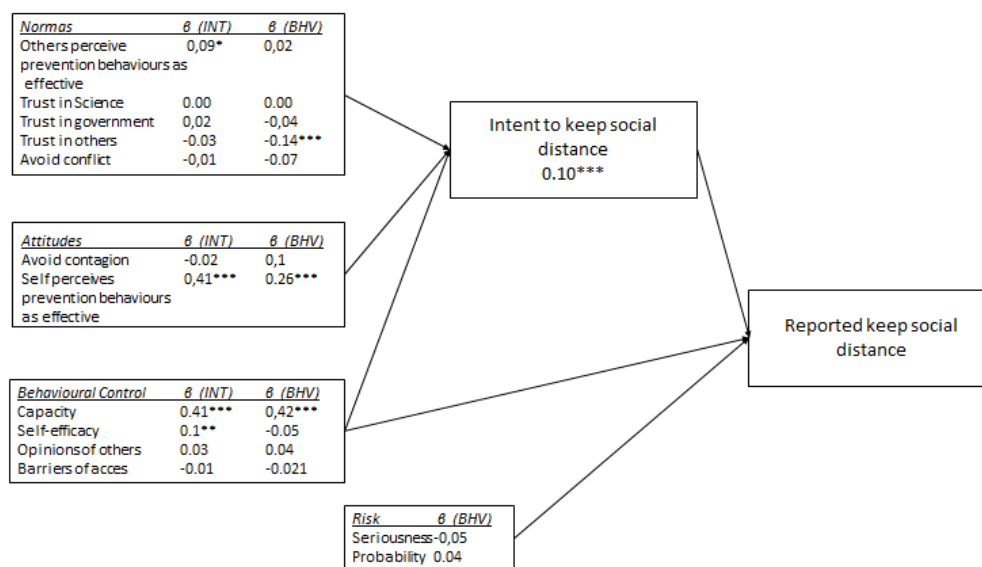 Normas β (INT) β (BHV)
Others perceive 0,09* 0,02
prevention behaviours as
effective
Trust in Science 0.00 0.00
Trust in government 0,02 -0,04
Trust in others -0.03 -0.14***
Avoid conflict -0,01 -0.07
Intent to keep social
distance
0.10***
Attitudes β (INT) β (BHV)
Avoid contagion -0.02 0,1
Self perceives 0,41*** 0.26***
prevention behaviours
as effective
Reported keep social
distance
Behavioural Control β (INT) β (BHV)
Capacity 0.41*** 0,42***
Self-efficacy 0.1** -0.05
Opinions of others 0.03 0.04
Barriers of acces -0.01 -0.021
Risk β (BHV)
Seriousness -0,05
Probability 0.04